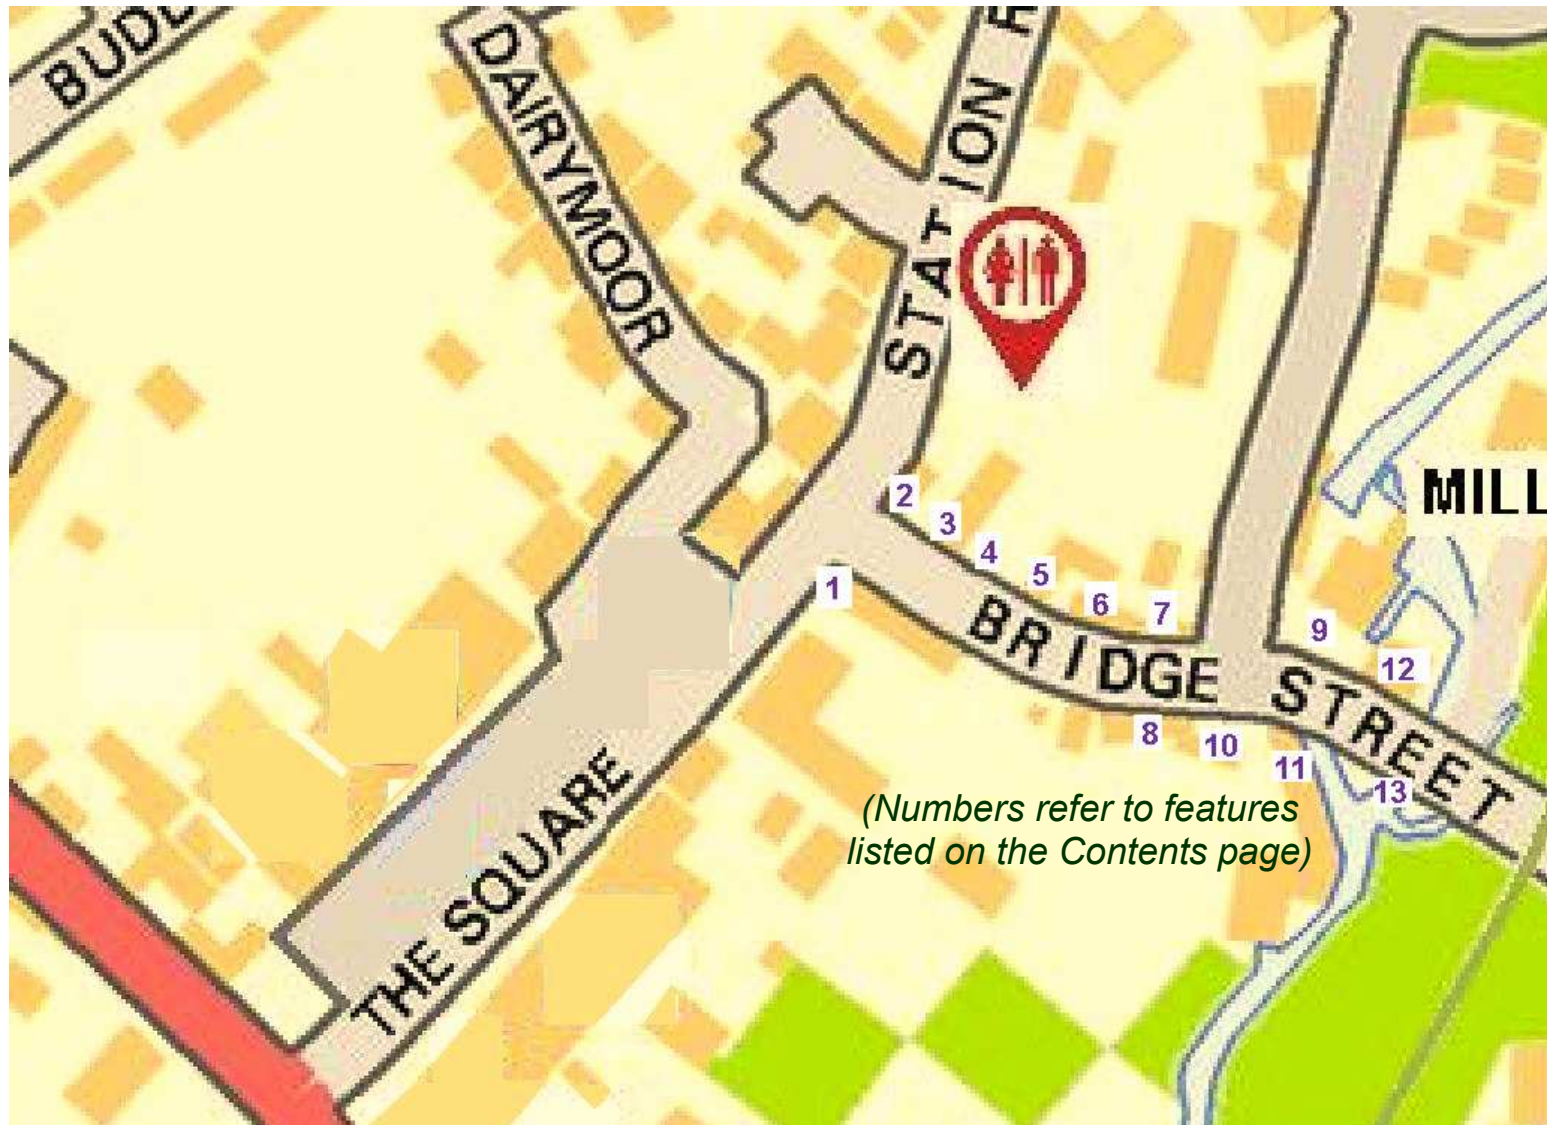 BUDL
DAIRYMOOR
STATION R
MILL
2
3
4
5
1
6
7
9
BRIDGE STREET
12
8
10
11
13
THE SQUARE
(Numbers refer to features
listed on the Contents page)